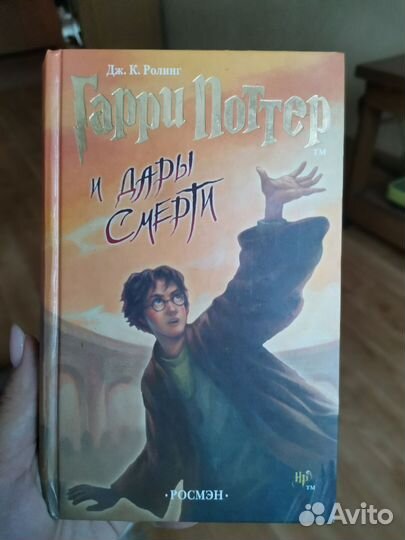 Дж. К. Ролинг
Гарри Поттер
TM
и Дары
Смерти
HP
TM
·РОСМЭН·
Avito